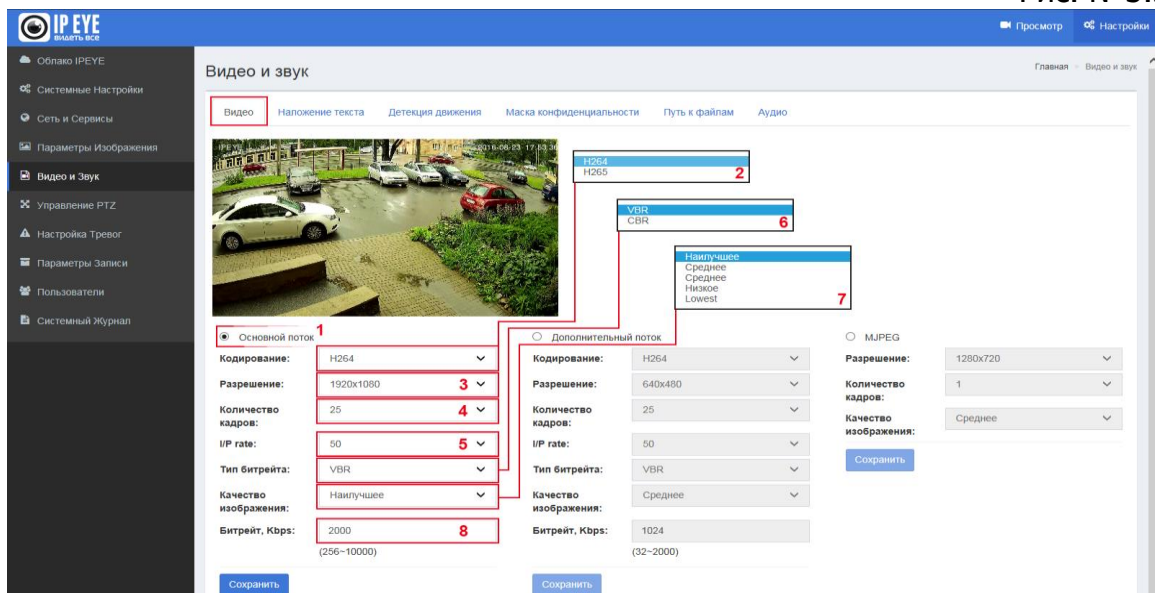 IP EYE
видеть все
Просмотр
Настройки
Облако IPEYE
Системные Настройки
Сеть и Сервисы
Параметры Изображения
Видео и Звук
Управление PTZ
Настройка Тревог
Параметры Записи
Пользователи
Системный Журнал
Видео и звук
Главная
Видео и звук
Видео
Наложение текста
Детекция движения
Маска конфиденциальности
Путь к файлам
Аудио
H264
H265
2
VBR
CBR
6
Наилучшее
Среднее
Среднее
Низкое
Lowest
7
Основной поток
1
Кодирование: H264
Разрешение: 1920x1080 3
Количество
кадров: 25 4
I/P rate: 50 5
Тип битрейта: VBR
Качество
изображения: Наилучшее
Битрейт, Kbps: 2000 8
(256~10000)
Сохранить
Дополнительный поток
Кодирование: H264
Разрешение: 640x480
Количество
кадров: 25
I/P rate: 50
Тип битрейта: VBR
Качество
изображения: Среднее
Битрейт, Kbps: 1024
(32~2000)
Сохранить
MJPEG
Разрешение: 1280x720
Количество
кадров: 1
Качество
изображения: Среднее
Сохранить